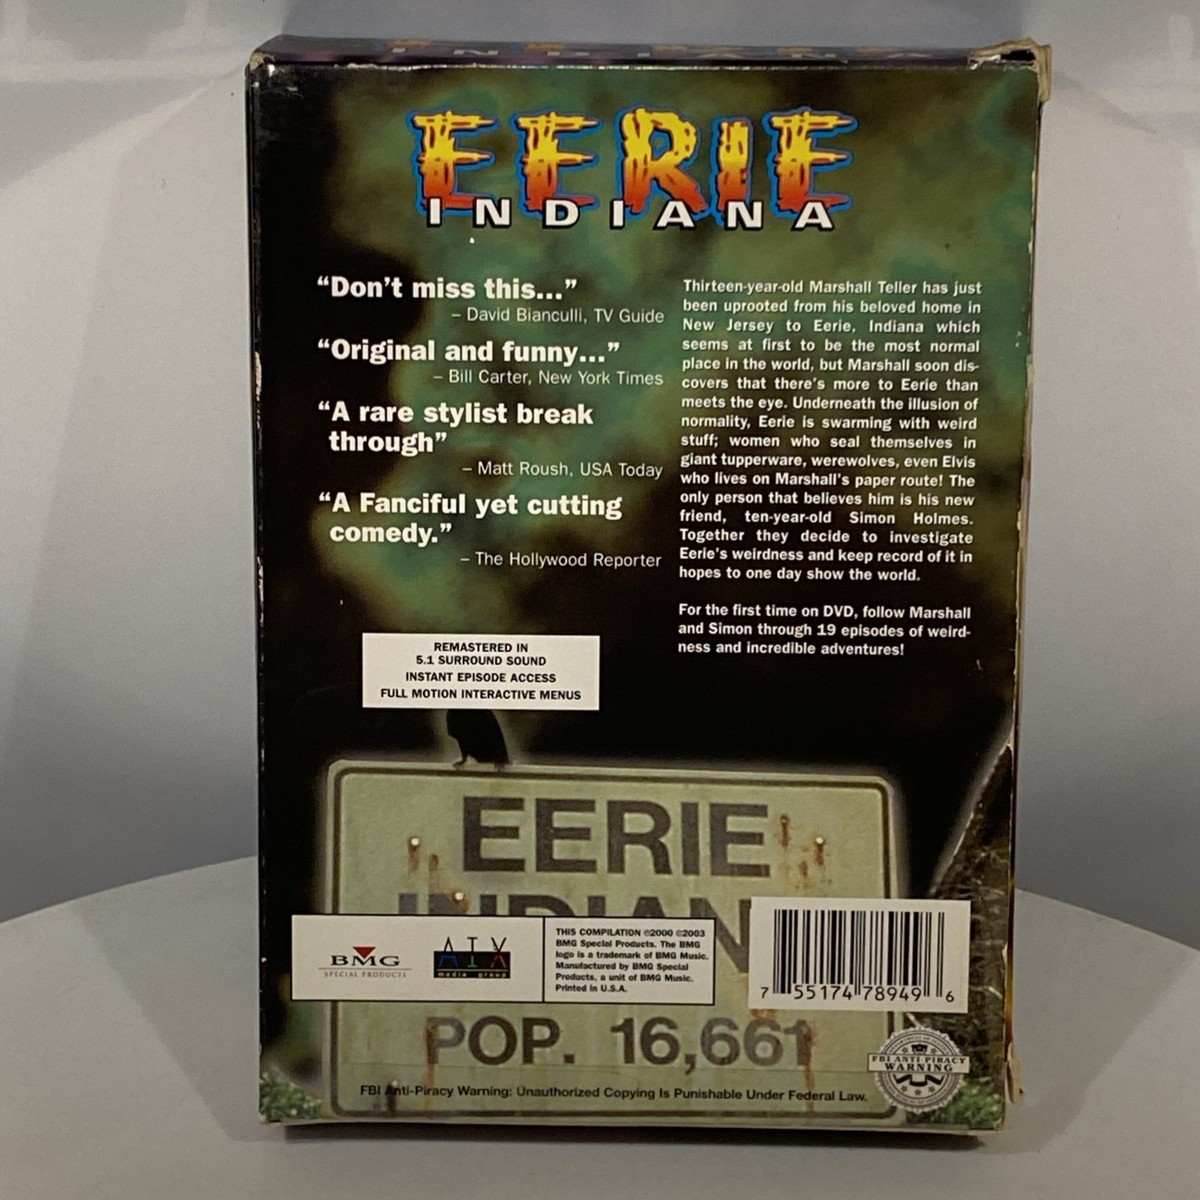 EERIE
INDIANA
“Don't miss this...”
– David Bianculli, TV Guide
“Original and funny...”
– Bill Carter, New York Times
“A rare stylist break
through”
– Matt Roush, USA Today
“A Fanciful yet cutting
comedy.”
– The Hollywood Reporter
Thirteen-year-old Marshall Teller has just
been uprooted from his beloved home in
New Jersey to Eerie, Indiana which
seems at first to be the most normal
place in the world, but Marshall soon dis-
covers that there's more to Eerie than
meets the eye. Underneath the illusion of
normality, Eerie is swarming with weird
stuff; women who seal themselves in
giant tupperware, werewolves, even Elvis
who lives on Marshall's paper route! The
only person that believes him is his new
friend, ten-year-old Simon Holmes.
Together they decide to investigate
Eerie's weirdness and keep record of it in
hopes to one day show the world.
For the first time on DVD, follow Marshall
and Simon through 19 episodes of weird-
ness and incredible adventures!
REMASTERED IN
5.1 SURROUND SOUND
INSTANT EPISODE ACCESS
FULL MOTION INTERACTIVE MENUS
EERIE
INDIAN
BMG
SPECIAL PRODUCTS
AIX
media group
THIS COMPILATION ℗2000 ©2003
BMG Special Products. The BMG
logo is a trademark of BMG Music.
Manufactured by BMG Special
Products, a unit of BMG Music.
Printed in U.S.A.
7 55174 78949 6
POP. 16,661
FBI ANTI-PIRACY
WARNING
FBI Anti-Piracy Warning: Unauthorized Copying Is Punishable Under Federal Law.